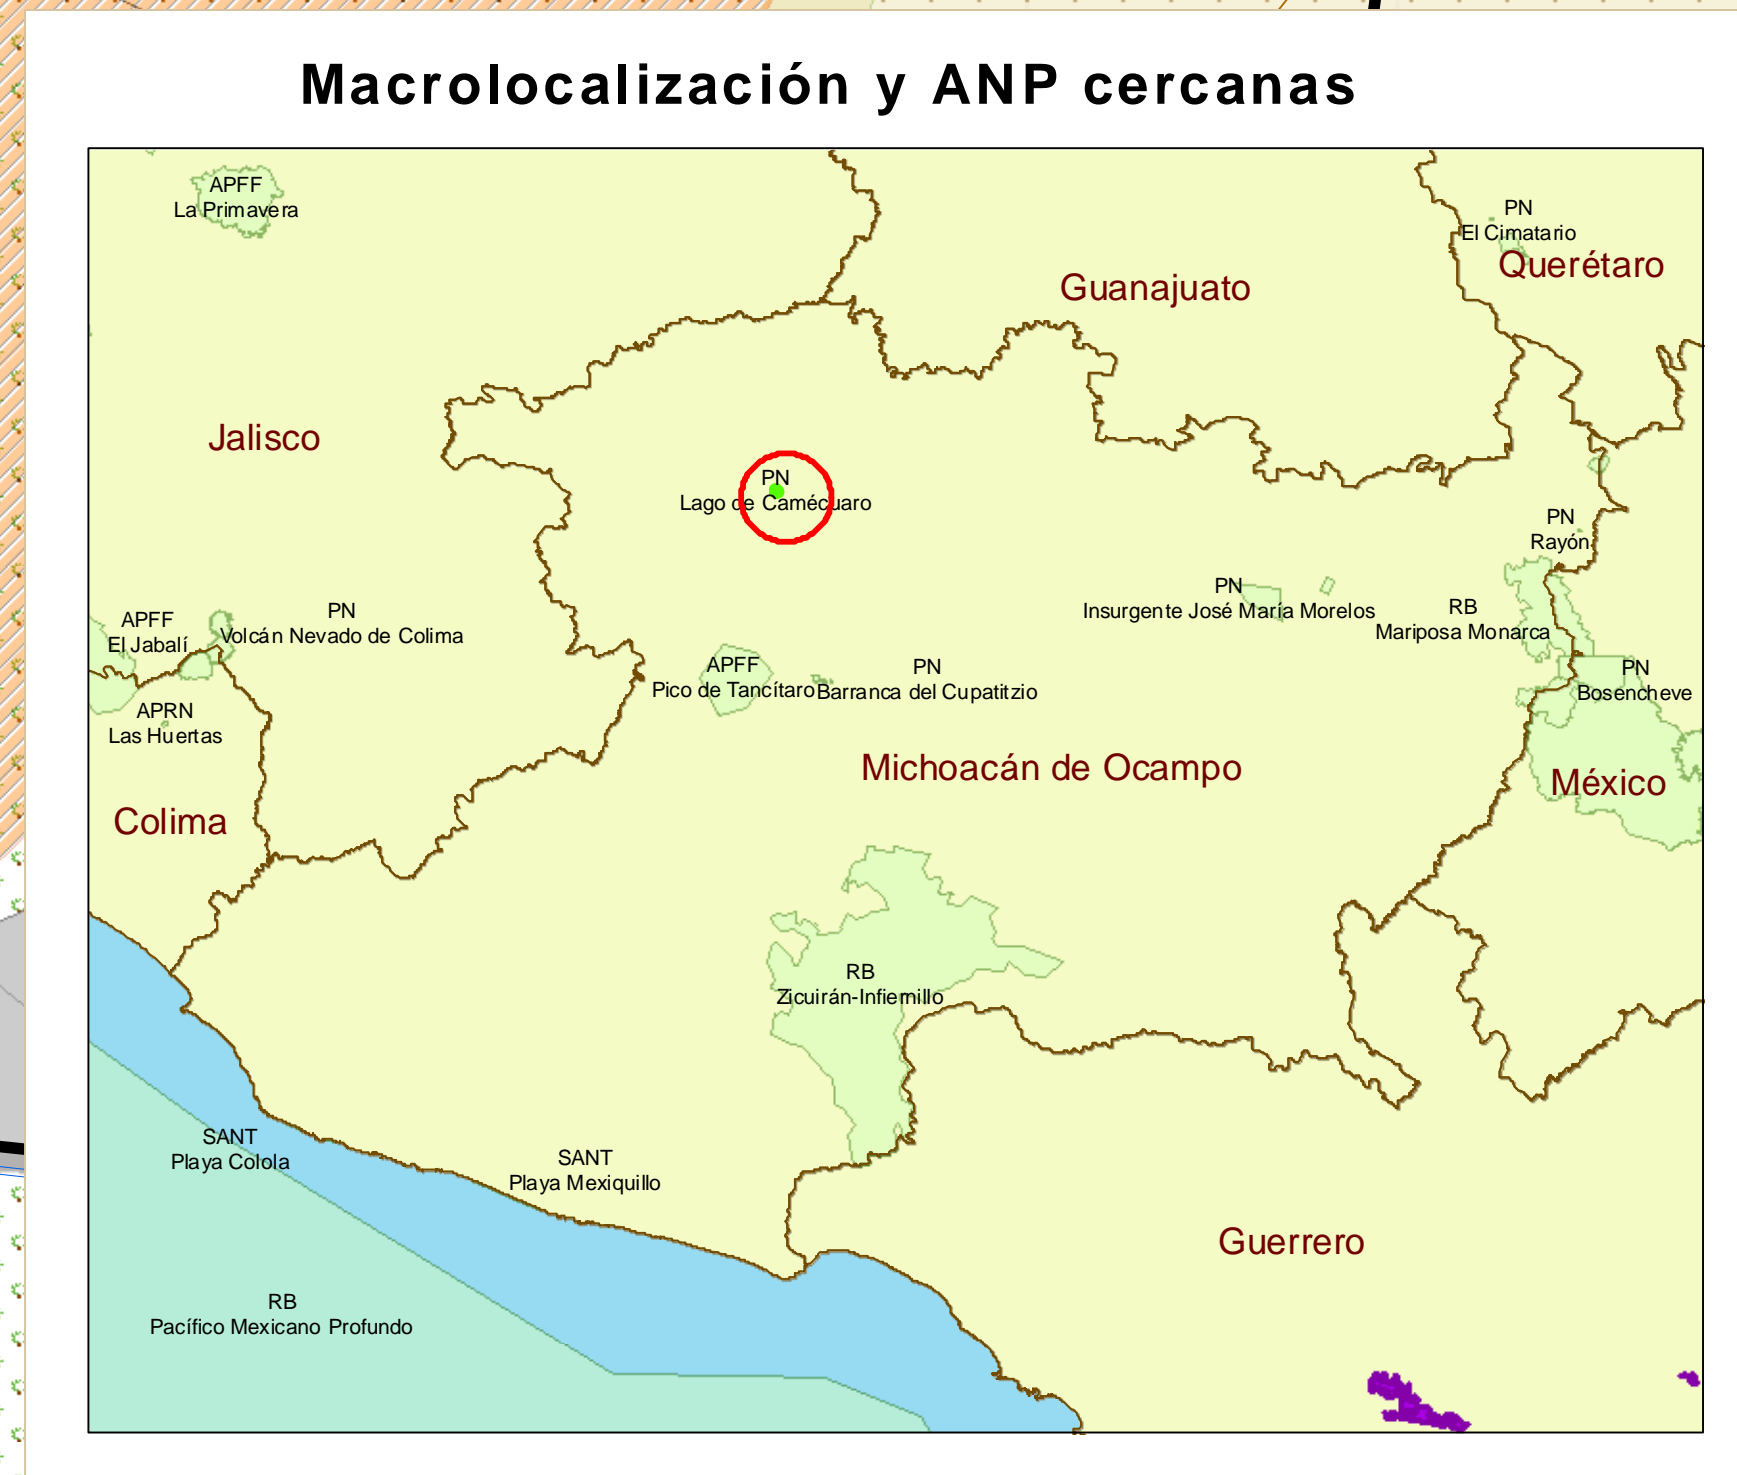 Macrolocalización y ANP cercanas
APFF
La Primavera
PN
El Cimatario
Querétaro
Guanajuato
Jalisco
PN
Lago de Camécuaro
PN
Rayón
PN
Insurgente José María Morelos
RB
Mariposa Monarca
APFF
El Jabalí
PN
Volcán Nevado de Colima
APFF
Pico de Tancítaro
PN
Barranca del Cupatitzio
PN
Bosencheve
APRN
Las Huertas
Michoacán de Ocampo
México
Colima
RB
Zicuirán-Infiernillo
SANT
Playa Colola
SANT
Playa Mexiquillo
Guerrero
RB
Pacífico Mexicano Profundo